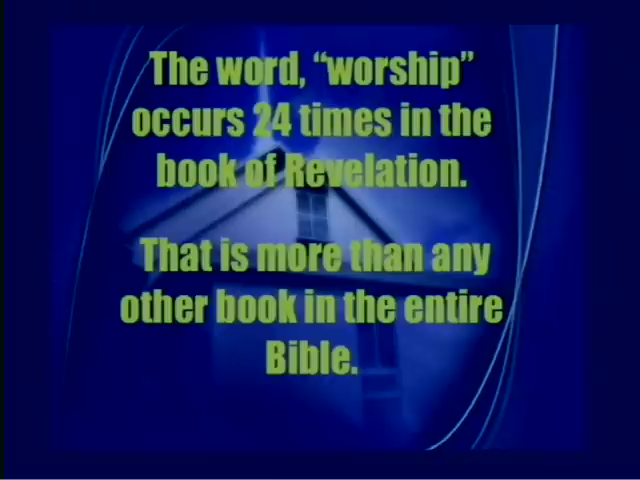 The word, “worship”
occurs 24 times in the
book of Revelation.
That is more than any
other book in the entire
Bible.